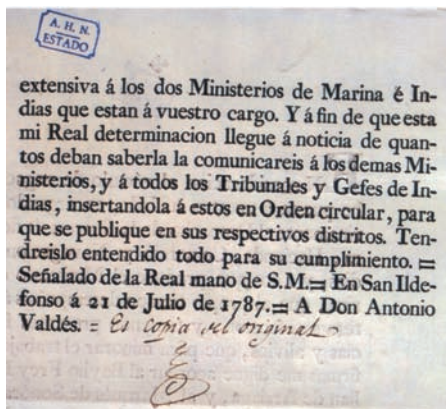 A. H. N.
ESTADO
extensiva á los dos Ministerios de Marina é In-
dias que estan á vuestro cargo. Y á fin de que esta
mi Real determinacion llegue á noticia de quan-
tos deban saberla la comunicareis á los demas Mi-
nisterios, y á todos los Tribunales y Gefes de In-
dias, insertandola á estos en Orden circular, para
que se publique en sus respectivos distritos. Ten-
dreislo entendido todo para su cumplimiento. =
Señalado de la Real mano de S.M.= En San Ilde-
fonso á 21 de Julio de 1787.= A Don Antonio
Valdés. = Es copia del original